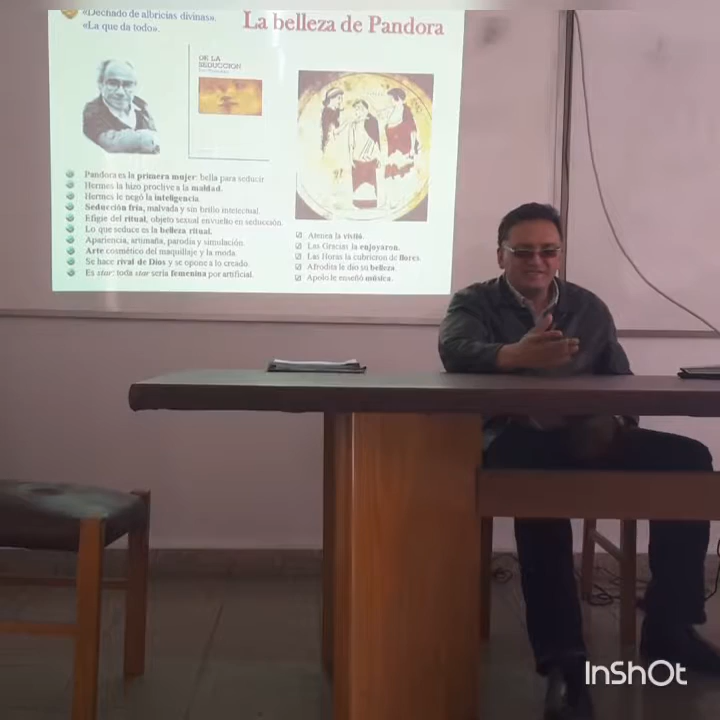 «Dechado de albricias divinas».
«La que da todo».
La belleza de Pandora
DE LA
SEDUCCION
Pandora es la primera mujer: bella para seducir
Hermes la hizo proclive a la maldad.
Hermes le negó la inteligencia.
Seducción fría, malvada y sin brillo intelectual.
Efigie del ritual, objeto sexual envuelto en seducción.
Lo que seduce es la belleza ritual.
Apariencia, artimaña, parodia y simulación.
Arte cosmético del maquillaje y la moda.
Se hace rival de Dios y se opone a lo creado.
Es star: toda star sería femenina por artificial.
Atenea la vistió.
Las Gracias la enjoyaron.
Las Horas la cubrieron de flores.
Afrodita le dio su belleza.
Apolo le enseñó música.
InShOt